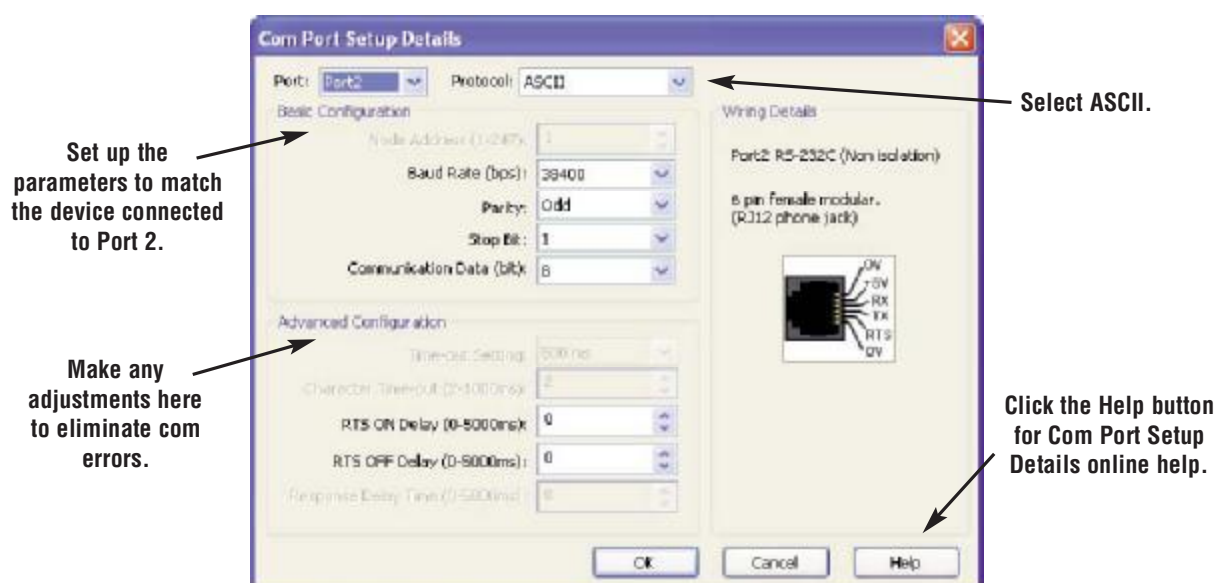 Com Port Setup Details
Port: Port2 Protocol: ASCII
Select ASCII.
Basic Configuration
Node Address (1-247): 1
Baud Rate (bps): 38400
Parity: Odd
Stop Bit: 1
Communication Data (bit): 8
Set up the
parameters to match
the device connected
to Port 2.
Wiring Details
Port2 RS-232C (Non isolation)
6 pin female modular.
(RJ12 phone jack)
0V
+5V
RX
TX
RTS
0V
Advanced Configuration
Time-out Setting: 500 ms
Character Time-out (2-1000ms): 2
RTS ON Delay (0-5000ms): 0
RTS OFF Delay (0-5000ms): 0
Response Delay Time (0-5000ms): 0
Make any
adjustments here
to eliminate com
errors.
Click the Help button
for Com Port Setup
Details online help.
OK Cancel Help